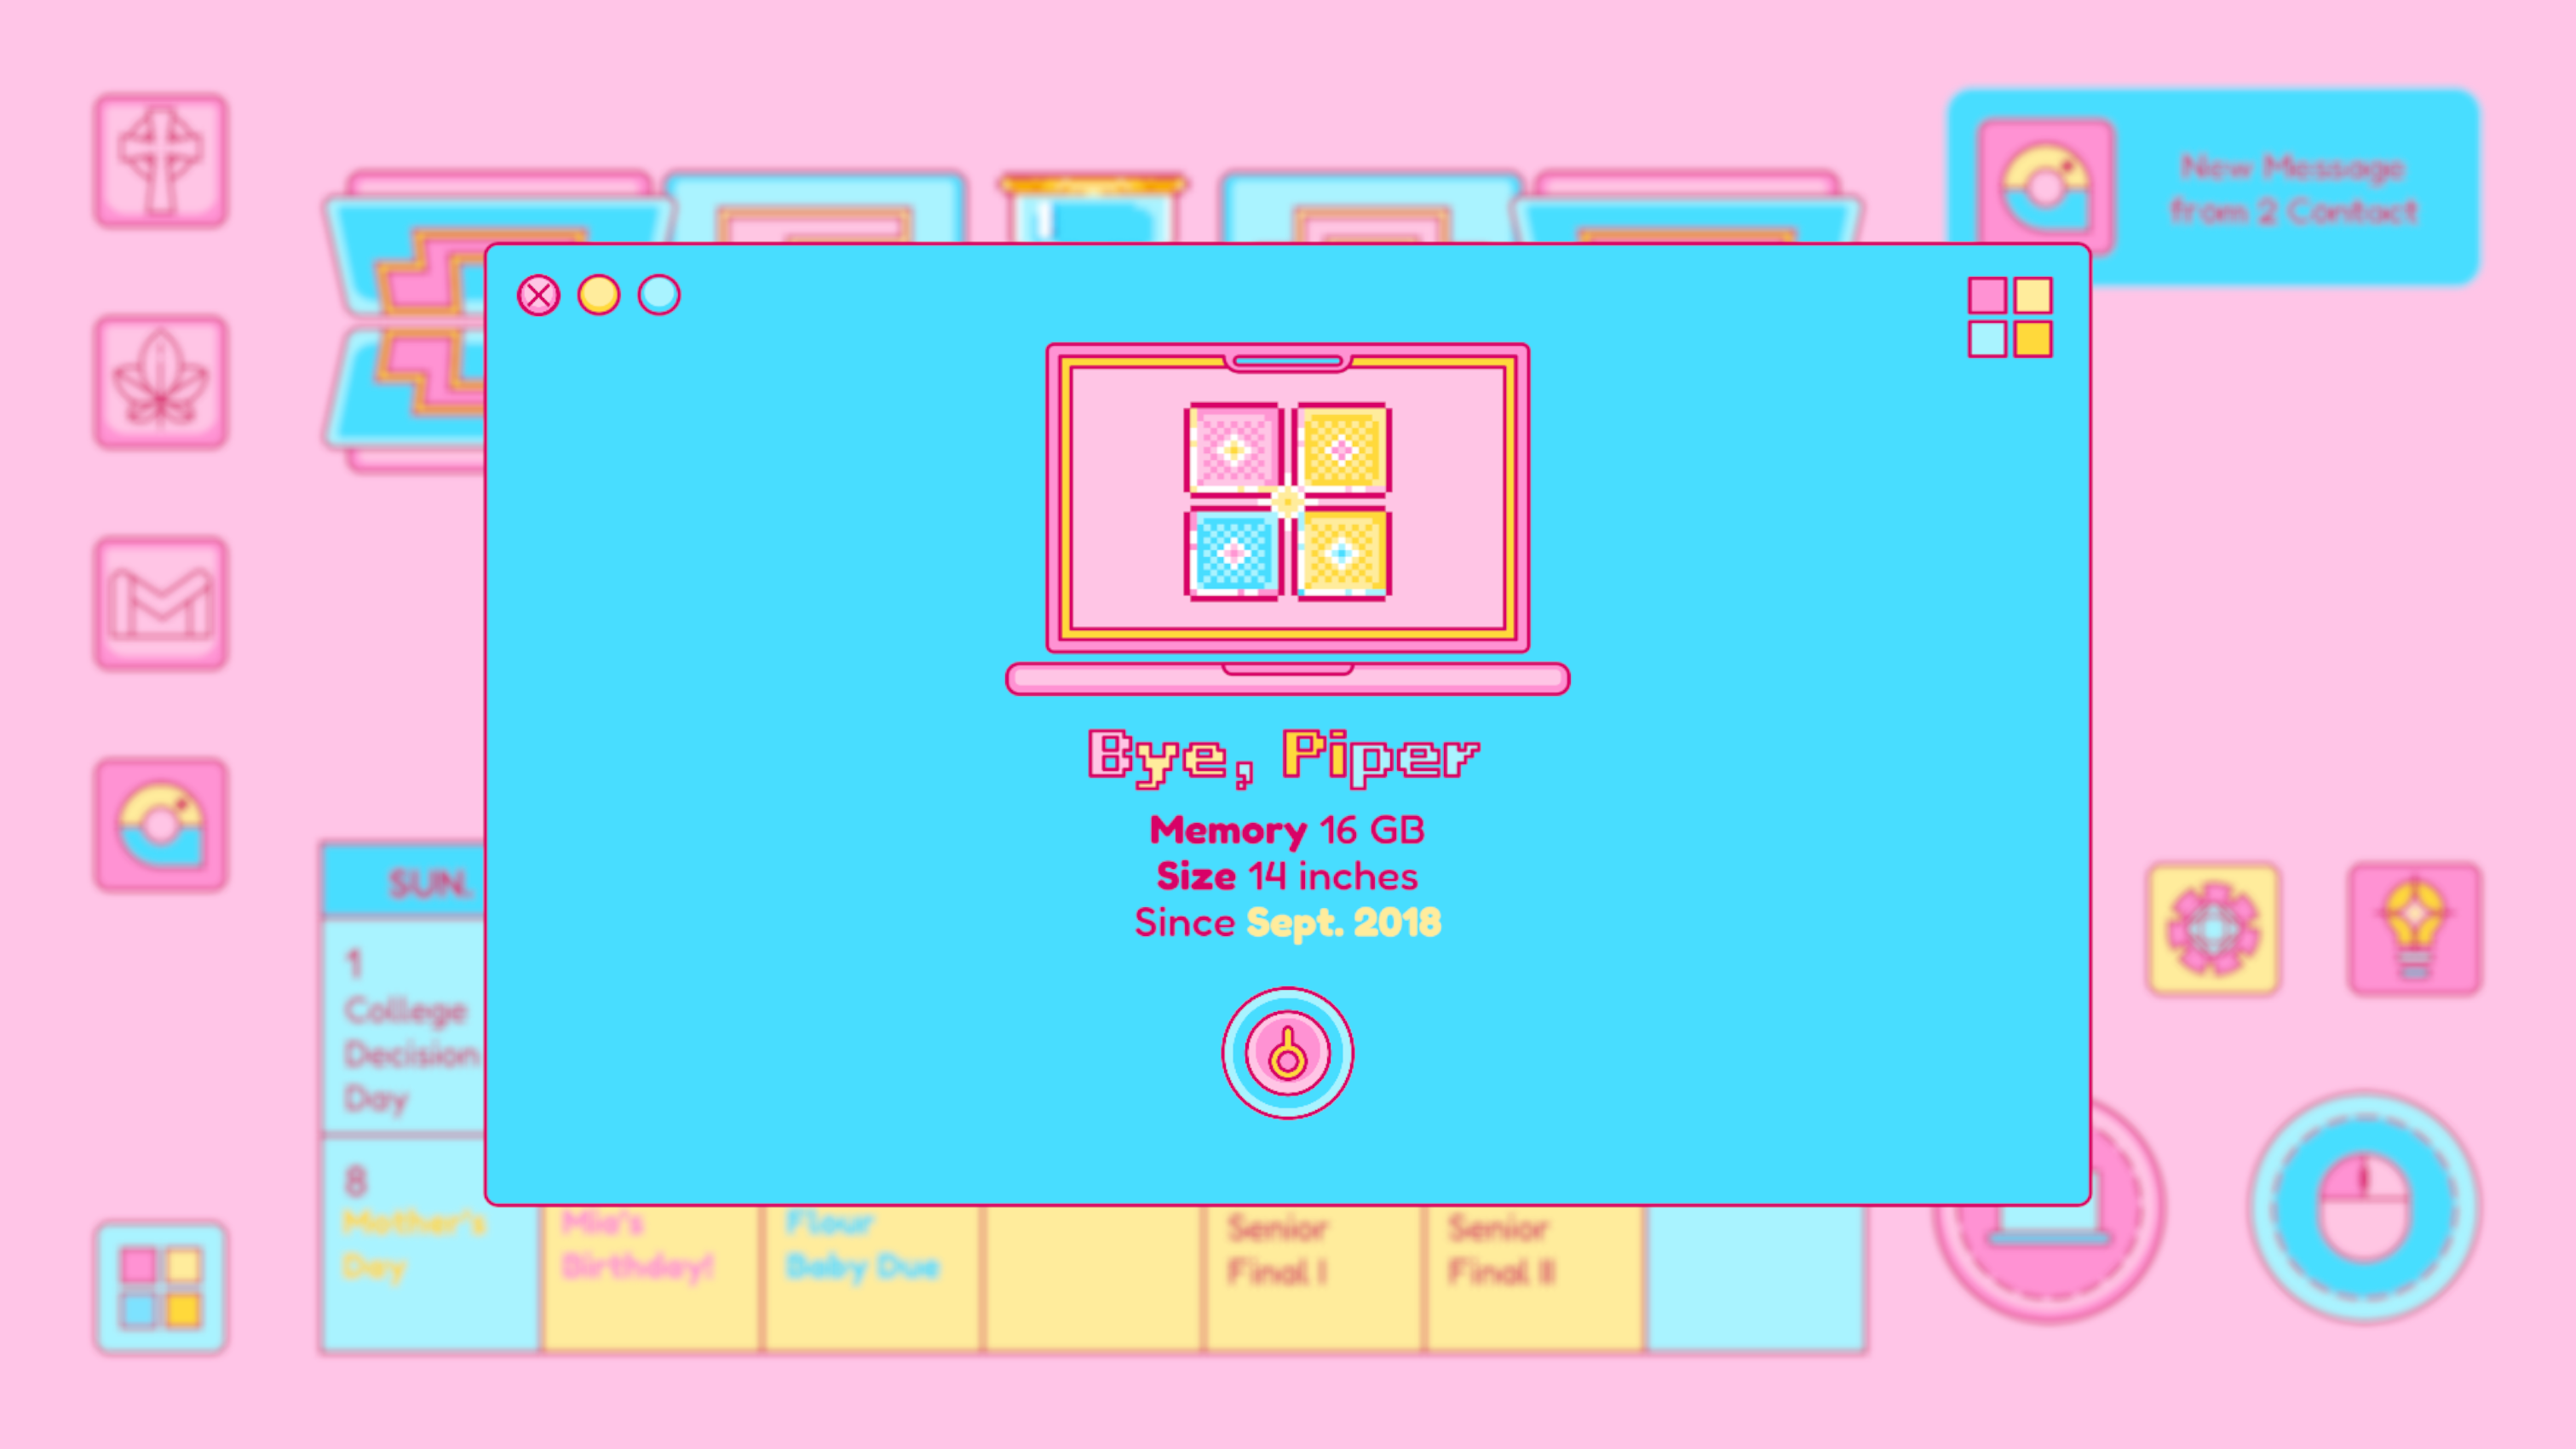 New Message
from 2 Contact
Bye, Piper
Memory 16 GB
Size 14 inches
Since Sept. 2018
SUN.
1
College
Decision
Day
8
Mother's
Day
Mia's
Birthday!
Flour
Baby Due
Senior
Final I
Senior
Final II